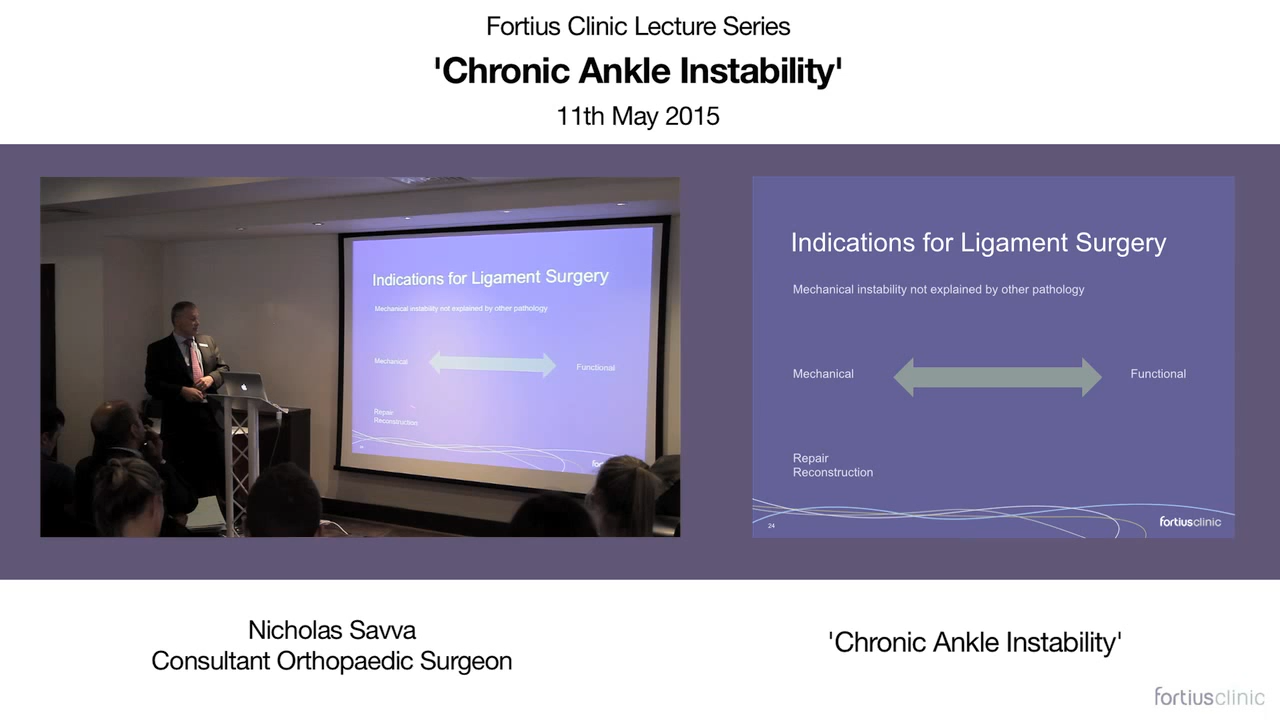 Fortius Clinic Lecture Series
'Chronic Ankle Instability'
11th May 2015
Indications for Ligament Surgery
Mechanical instability not explained by other pathology
Mechanical
Functional
Repair
Reconstruction
Indications for Ligament Surgery
Mechanical instability not explained by other pathology
Mechanical
Functional
Repair
Reconstruction
24
fortiusclinic
Nicholas Savva
Consultant Orthopaedic Surgeon
'Chronic Ankle Instability'
fortiusclinic